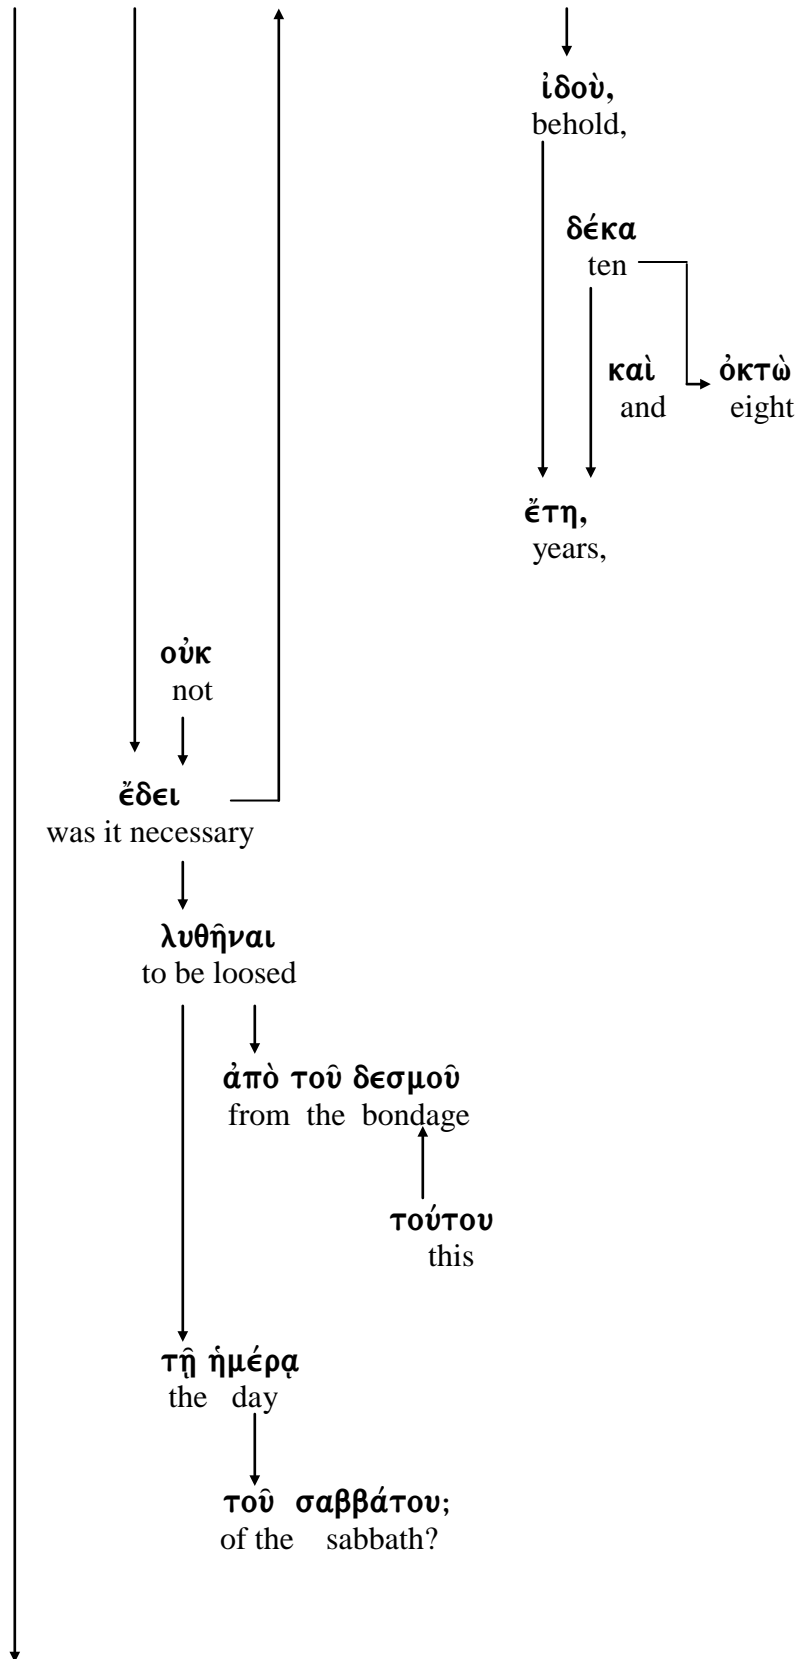 ἰδοὺ,
behold,
δέκα
ten
καὶ ὀκτὼ
and eight
ἔτη,
years,
οὐκ
not
ἔδει
was it necessary
λυθῆναι
to be loosed
ἀπὸ τοῦ δεσμοῦ
from the bondage
τούτου
this
τῇ ἡμέρᾳ
the day
τοῦ σαββάτου;
of the sabbath?